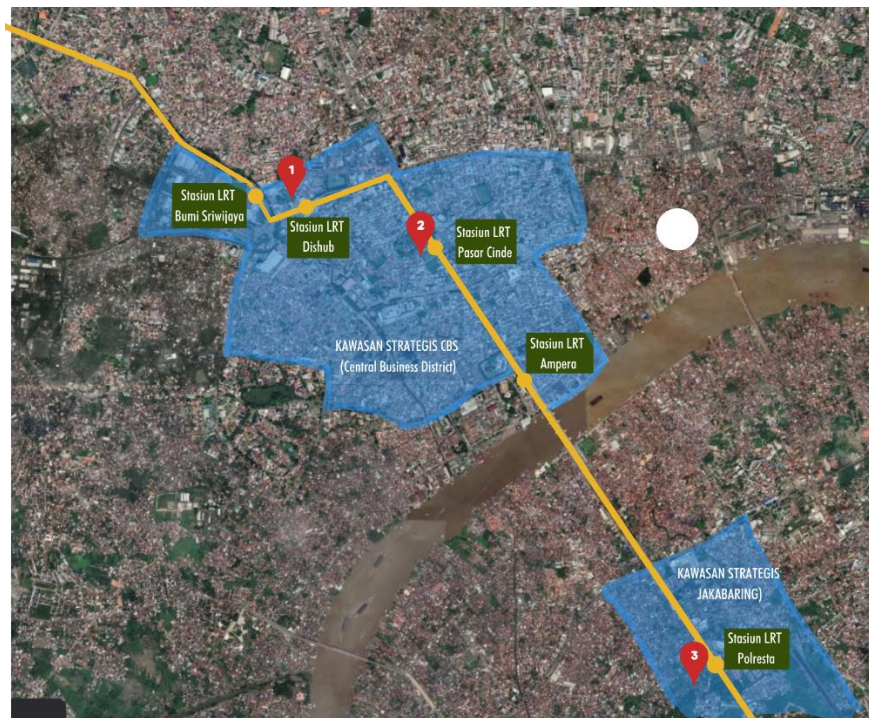 1
Stasiun LRT
Bumi Sriwijaya
Stasiun LRT
Dishub
2
Stasiun LRT
Pasar Cinde
KAWASAN STRATEGIS CBS
(Central Business District)
Stasiun LRT
Ampera
KAWASAN STRATEGIS
JAKABARING)
Stasiun LRT
Polresta
3